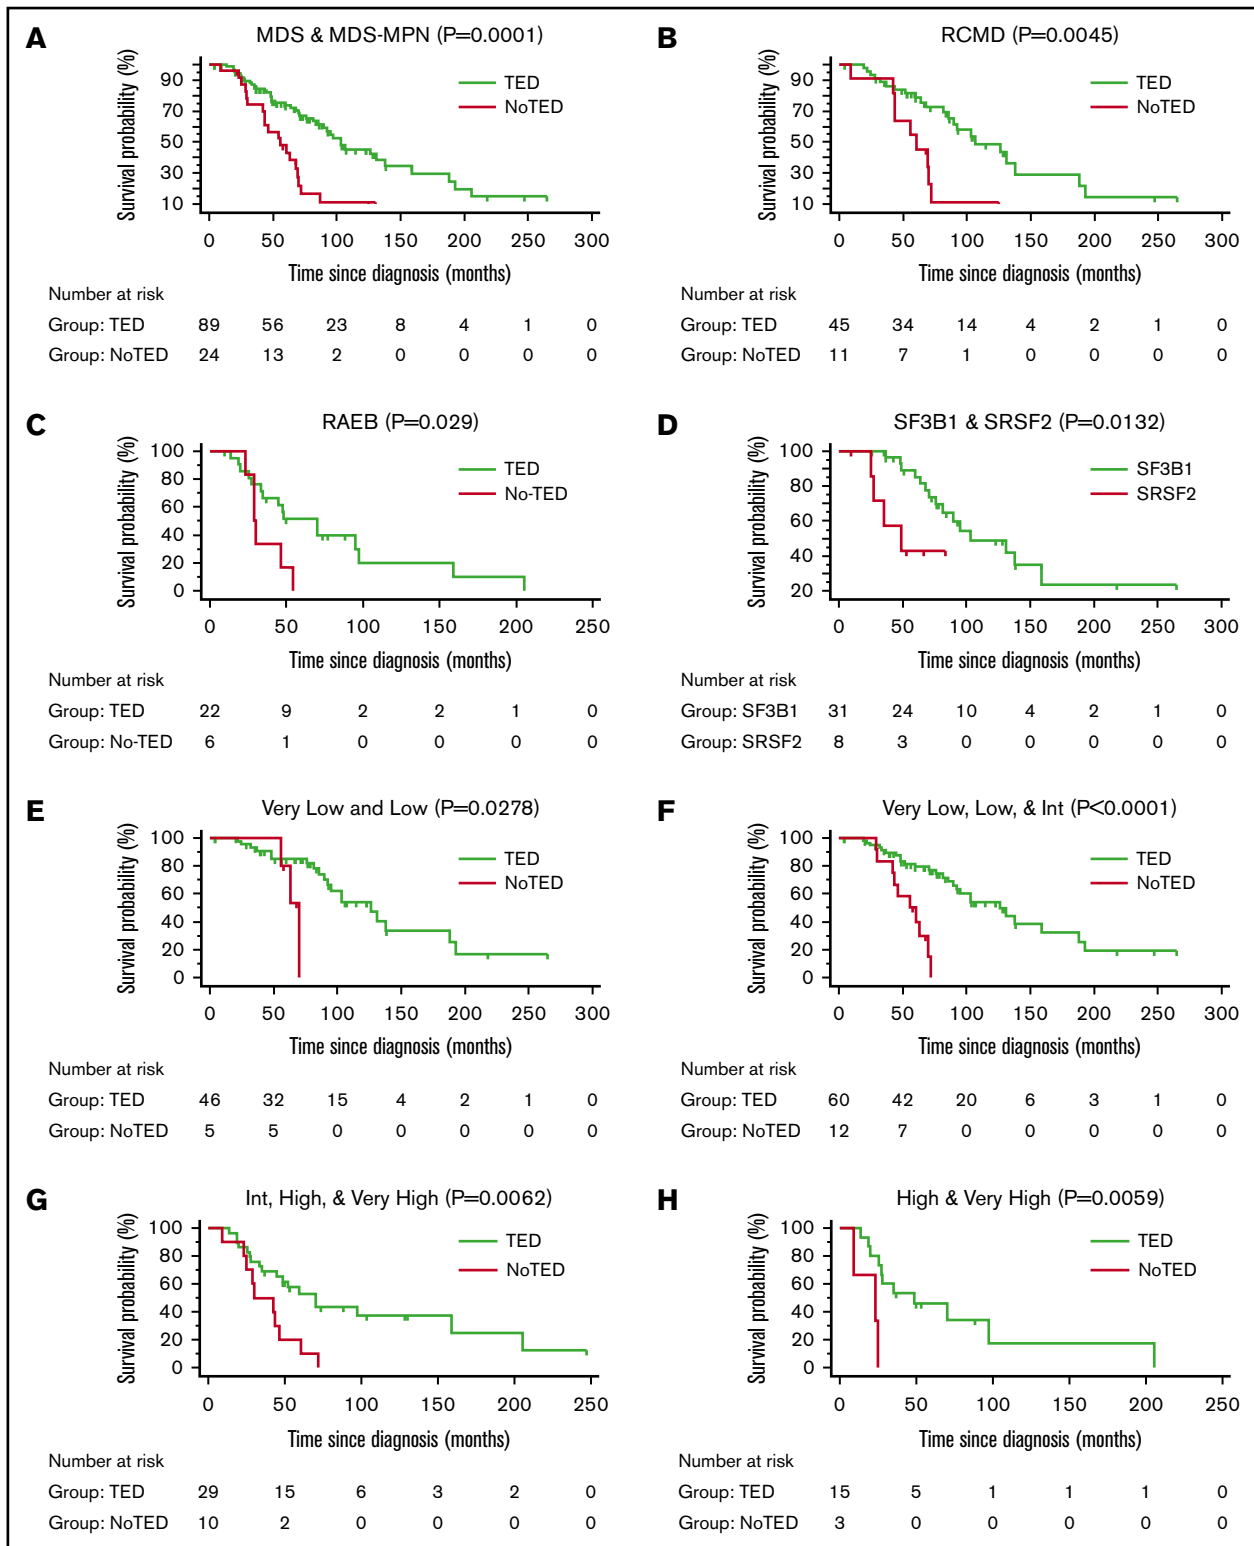 A
MDS & MDS-MPN (P=0.0001)
Survival probability (%)
90
70
50
30
10
TED
NoTED
0 50 100 150 200 250 300
Time since diagnosis (months)
Number at risk
Group: TED 89 56 23 8 4 1 0
Group: NoTED 24 13 2 0 0 0 0
B
RCMD (P=0.0045)
Survival probability (%)
90
70
50
30
10
TED
NoTED
0 50 100 150 200 250 300
Time since diagnosis (months)
Number at risk
Group: TED 45 34 14 4 2 1 0
Group: NoTED 11 7 1 0 0 0 0
C
RAEB (P=0.029)
Survival probability (%)
100
80
60
40
20
0
TED
No-TED
0 50 100 150 200 250
Time since diagnosis (months)
Number at risk
Group: TED 22 9 2 2 1 0
Group: No-TED 6 1 0 0 0 0
D
SF3B1 & SRSF2 (P=0.0132)
Survival probability (%)
100
80
60
40
20
SF3B1
SRSF2
0 50 100 150 200 250 300
Time since diagnosis (months)
Number at risk
Group: SF3B1 31 24 10 4 2 1 0
Group: SRSF2 8 3 0 0 0 0 0
E
Very Low and Low (P=0.0278)
Survival probability (%)
100
80
60
40
20
0
TED
NoTED
0 50 100 150 200 250 300
Time since diagnosis (months)
Number at risk
Group: TED 46 32 15 4 2 1 0
Group: NoTED 5 5 0 0 0 0 0
F
Very Low, Low, & Int (P<0.0001)
Survival probability (%)
100
80
60
40
20
0
TED
NoTED
0 50 100 150 200 250 300
Time since diagnosis (months)
Number at risk
Group: TED 60 42 20 6 3 1 0
Group: NoTED 12 7 0 0 0 0 0
G
Int, High, & Very High (P=0.0062)
Survival probability (%)
100
80
60
40
20
0
TED
NoTED
0 50 100 150 200 250
Time since diagnosis (months)
Number at risk
Group: TED 29 15 6 3 2 0
Group: NoTED 10 2 0 0 0 0
H
High & Very High (P=0.0059)
Survival probability (%)
100
80
60
40
20
0
TED
NoTED
0 50 100 150 200 250
Time since diagnosis (months)
Number at risk
Group: TED 15 5 1 1 1 0
Group: NoTED 3 0 0 0 0 0